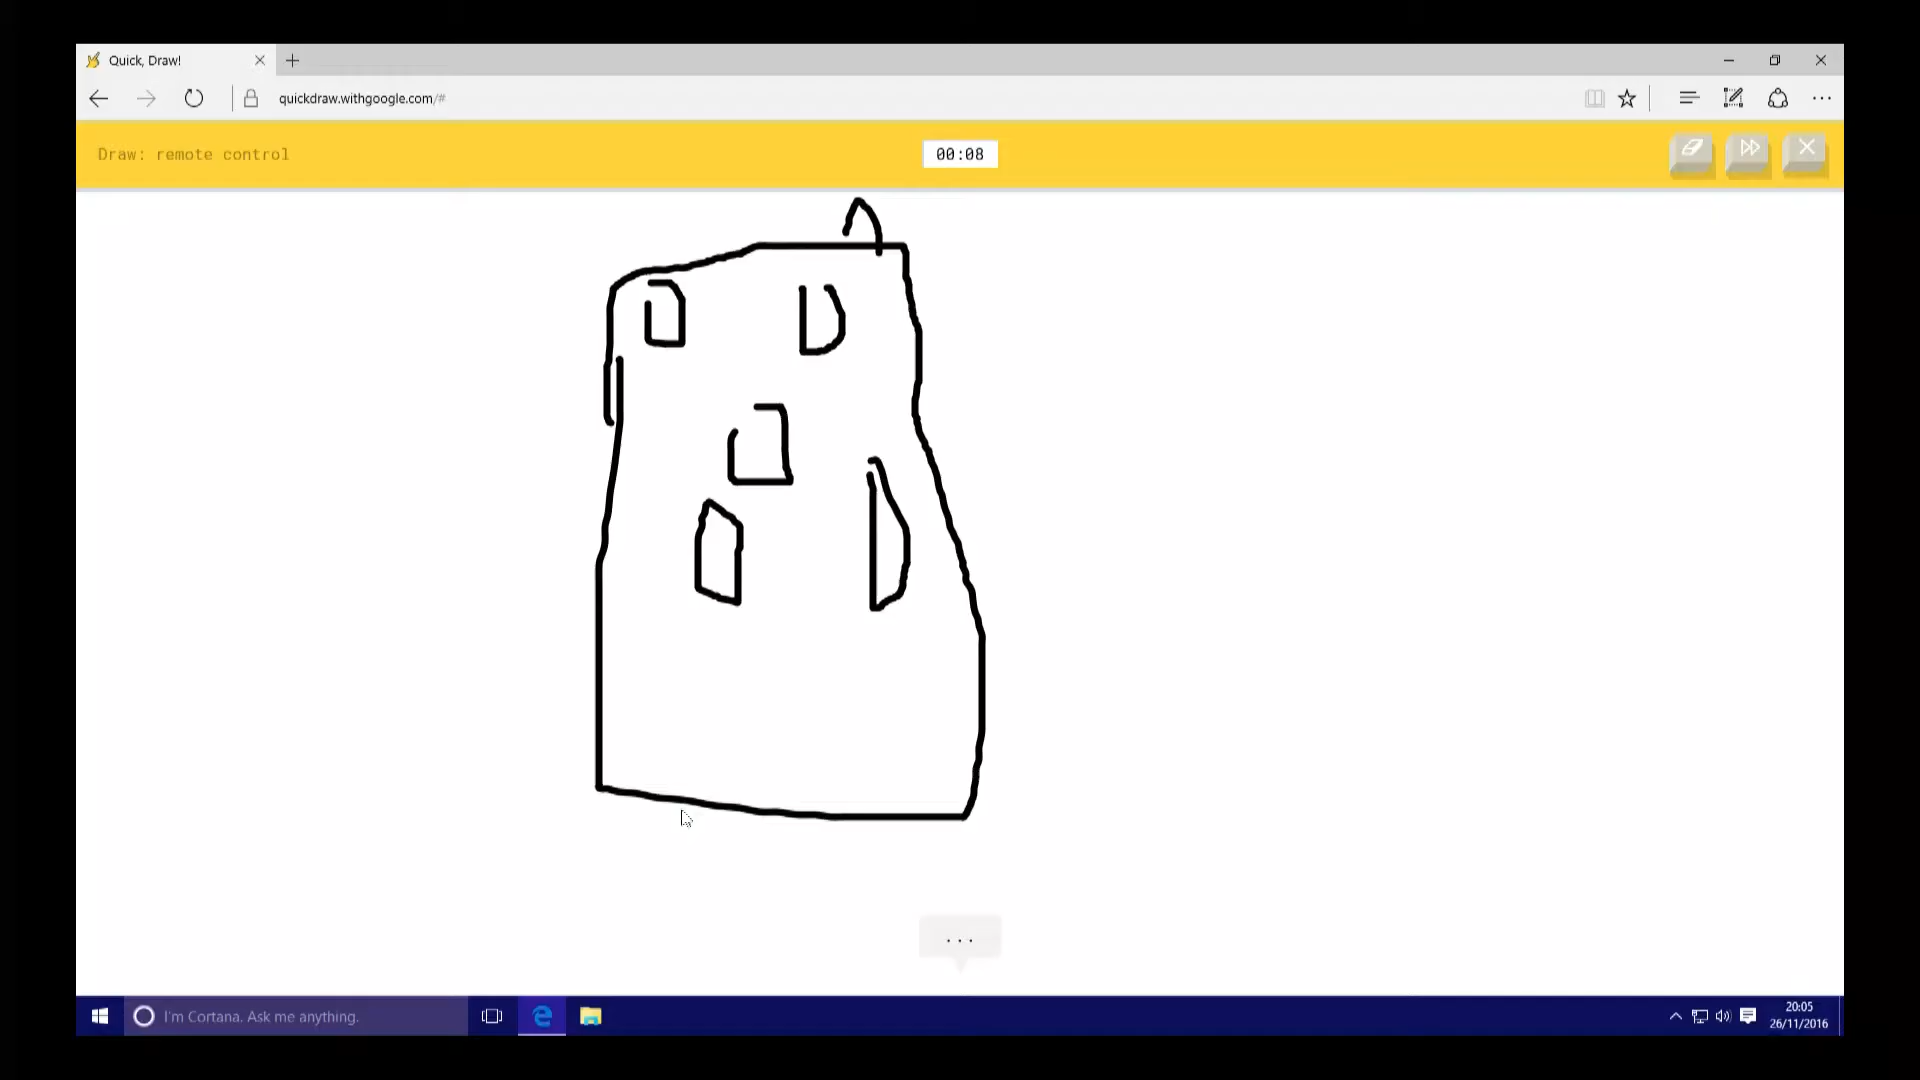 Quick, Draw!
quickdraw.withgoogle.com/#
Draw: remote control
00:08
...
I'm Cortana. Ask me anything.
20:05
26/11/2016